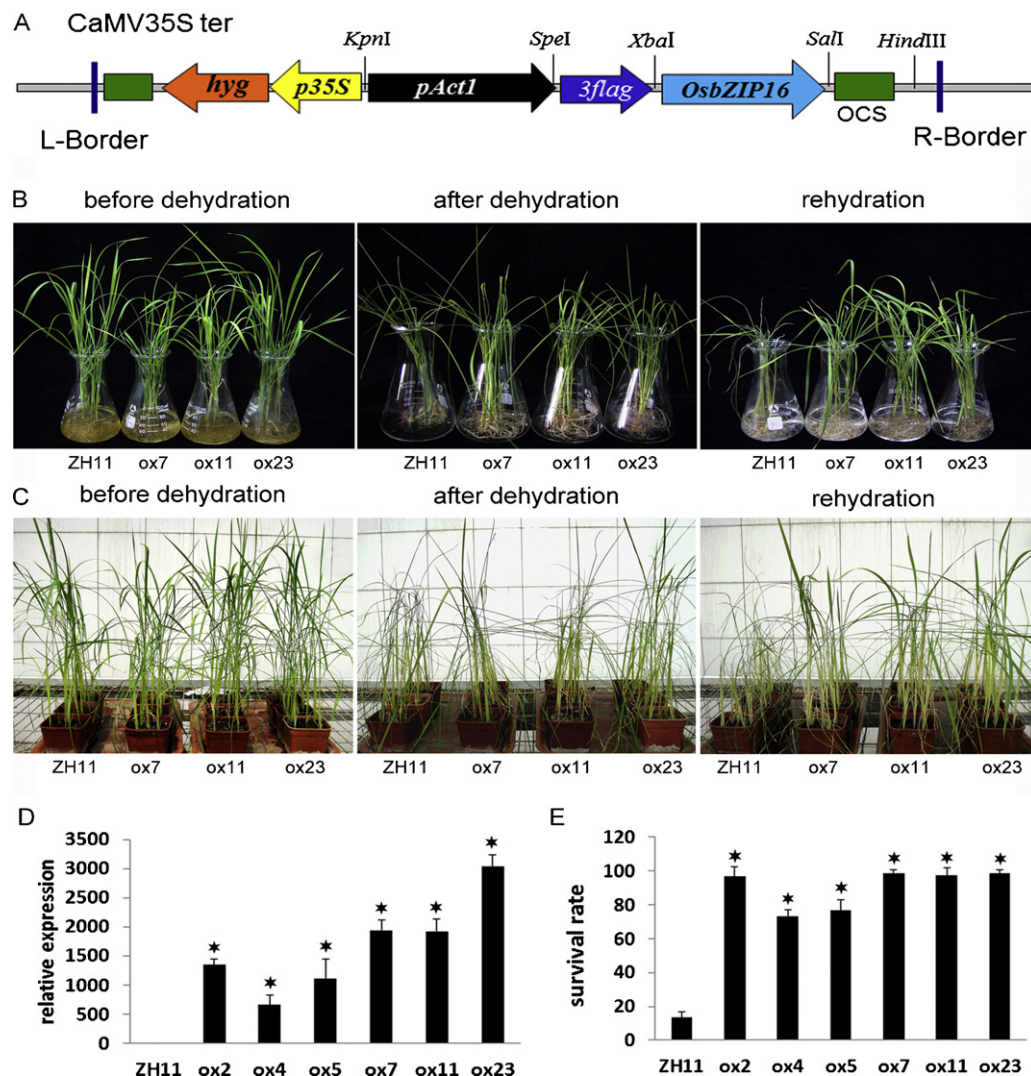 A
CaMV35S ter
KpnI
SpeI
XbaI
SalI
HindIII
hyg
p35S
pAct1
3flag
OsbZIP16
OCS
L-Border
R-Border
B
before dehydration
after dehydration
rehydration
ZH11 ox7 ox11 ox23
ZH11 ox7 ox11 ox23
ZH11 ox7 ox11 ox23
C
before dehydration
after dehydration
rehydration
ZH11 ox7 ox11 ox23
ZH11 ox7 ox11 ox23
ZH11 ox7 ox11 ox23
D
relative expression
3500
3000
2500
2000
1500
1000
500
0
ZH11 ox2 ox4 ox5 ox7 ox11 ox23
E
survival rate
120
100
80
60
40
20
0
ZH11 ox2 ox4 ox5 ox7 ox11 ox23